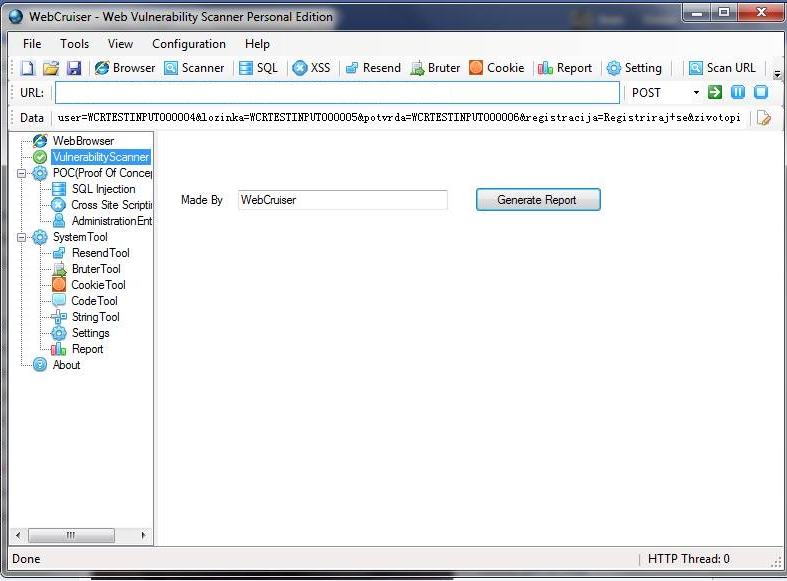 WebCruiser - Web Vulnerability Scanner Personal Edition
File Tools View Configuration Help
Browser Scanner SQL XSS Resend Bruter Cookie Report Setting Scan URL
URL: POST
Data user=WCRTESTINPUT000004&lozinka=WCRTESTINPUT000005&potvrda=WCRTESTINPUT000006&registracija=Registriraj+se&zivotopi
WebBrowser
VulnerabilityScanner
POC(Proof Of Concep
SQL Injection
Cross Site Scriptin
AdministrationEnt
SystemTool
ResendTool
BruterTool
CookieTool
CodeTool
StringTool
Settings
Report
About
Made By WebCruiser Generate Report
Done HTTP Thread: 0